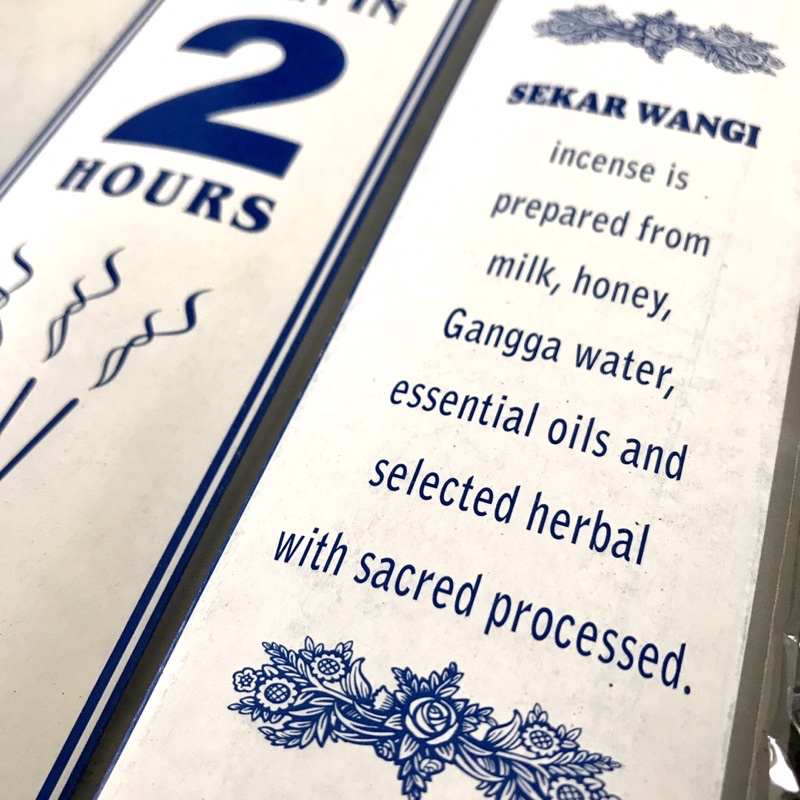 IN
2
HOURS
SEKAR WANGI
incense is
prepared from
milk, honey,
Gangga water,
essential oils and
selected herbal
with sacred processed.